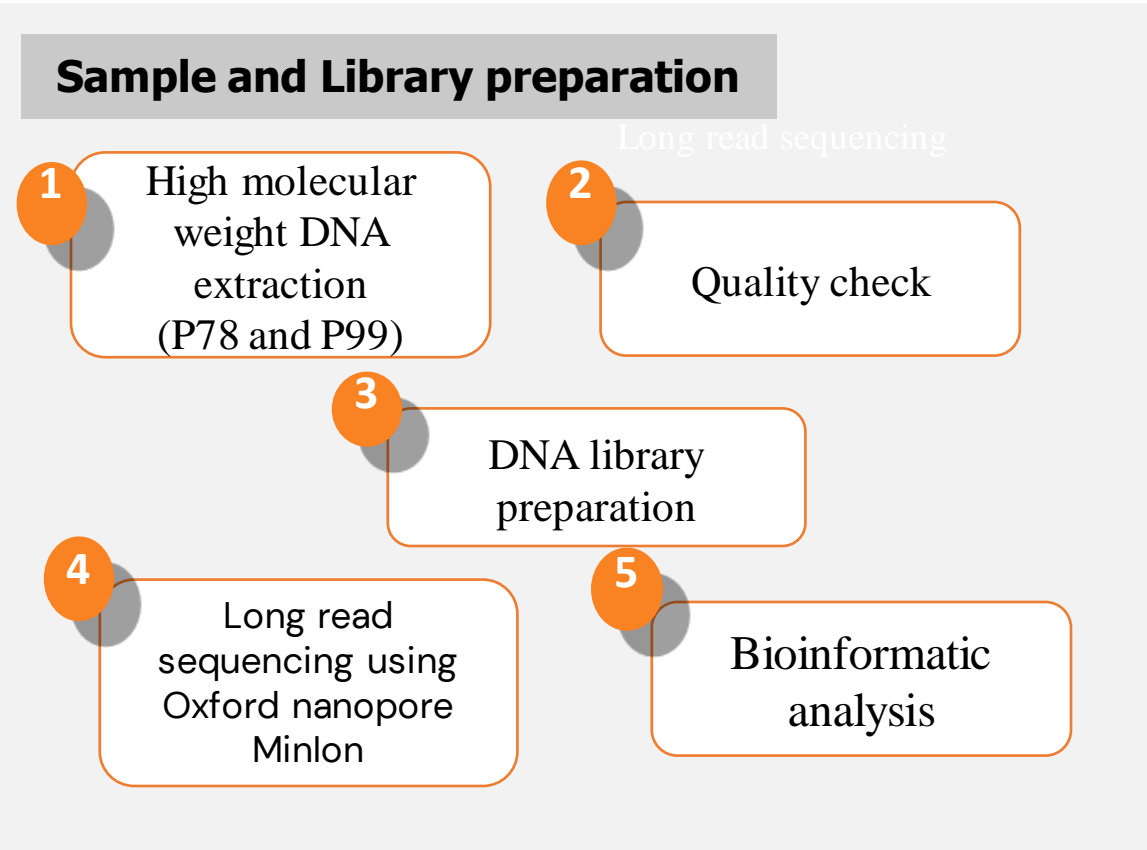 Sample and Library preparation
Long read sequencing
1
High molecular
weight DNA
extraction
(P78 and P99)
2
Quality check
3
DNA library
preparation
4
Long read
sequencing using
Oxford nanopore
MinIon
5
Bioinformatic
analysis